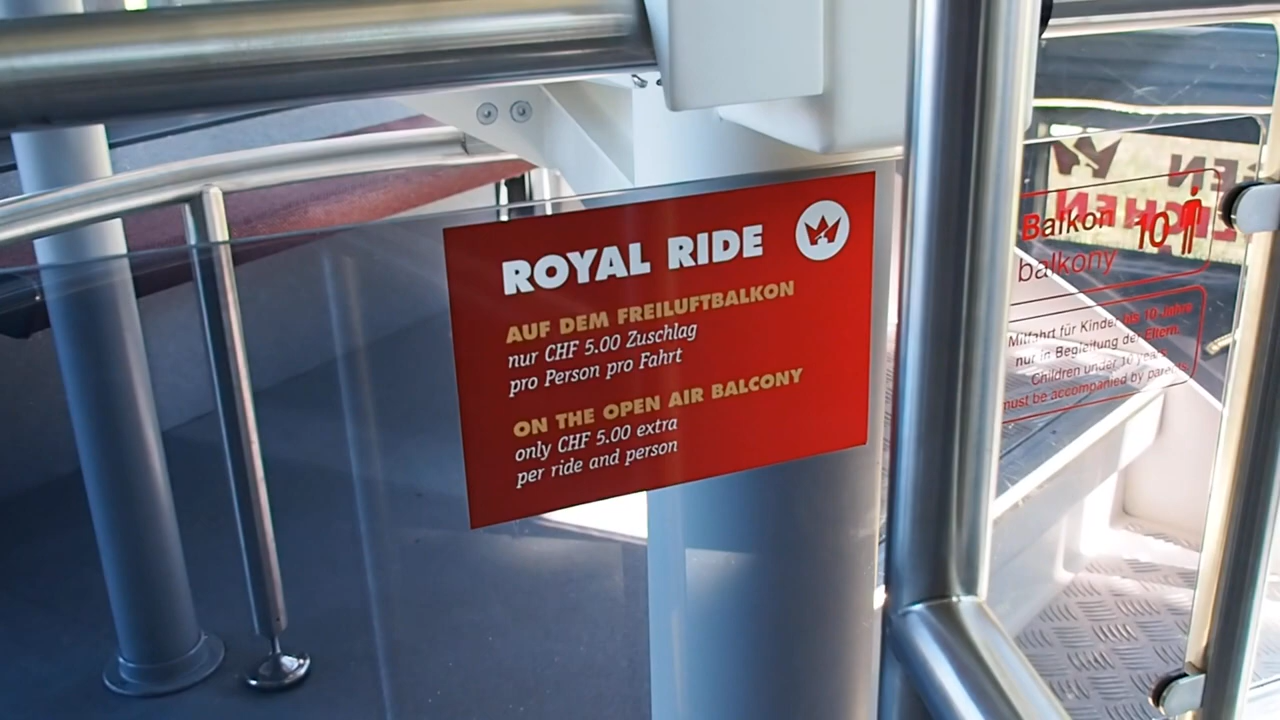 ROYAL RIDE
AUF DEM FREILUFTBALKON
nur CHF 5.00 Zuschlag
pro Person pro Fahrt
ON THE OPEN AIR BALCONY
only CHF 5.00 extra
per ride and person
Balkon 10
balkony
Mitfahrt für Kinder bis 10 Jahre
nur in Begleitung der Eltern.
Children under 10 years
must be accompanied by parents